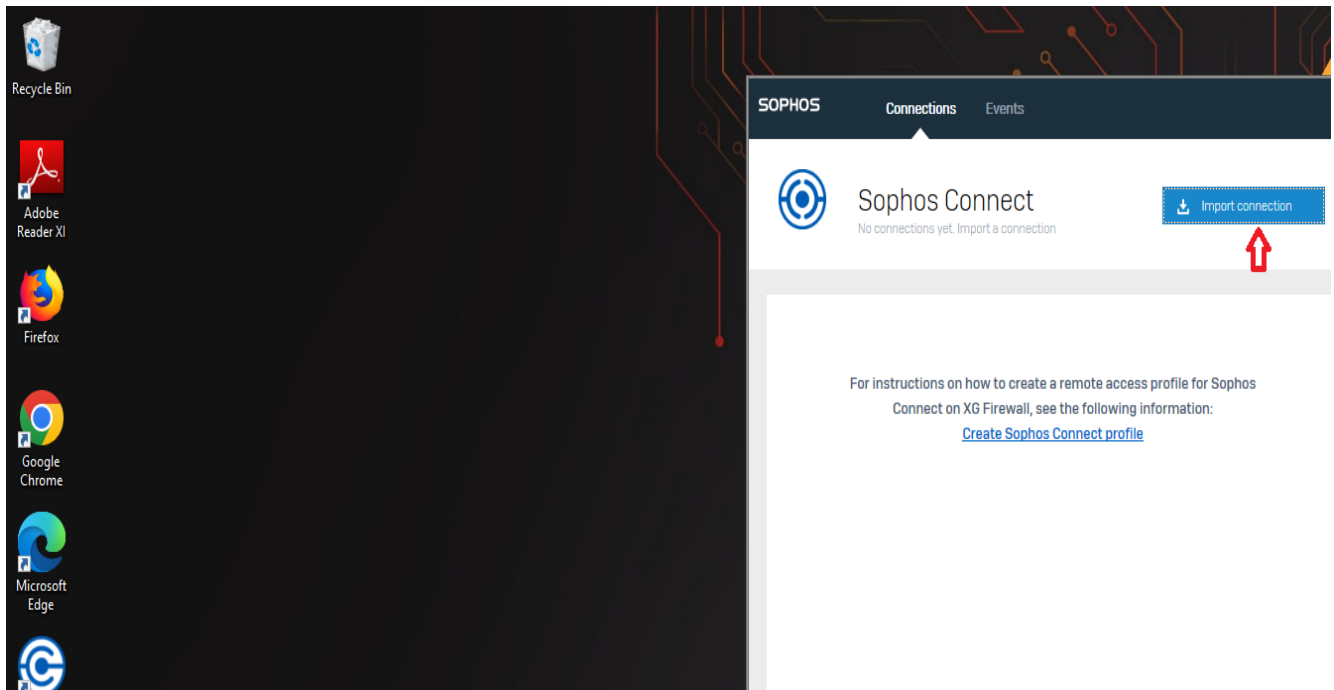 Recycle Bin
Adobe
Reader XI
Firefox
Google
Chrome
Microsoft
Edge
SOPHOS
Connections
Events
Sophos Connect
No connections yet. Import a connection
Import connection
For instructions on how to create a remote access profile for Sophos
Connect on XG Firewall, see the following information:
Create Sophos Connect profile